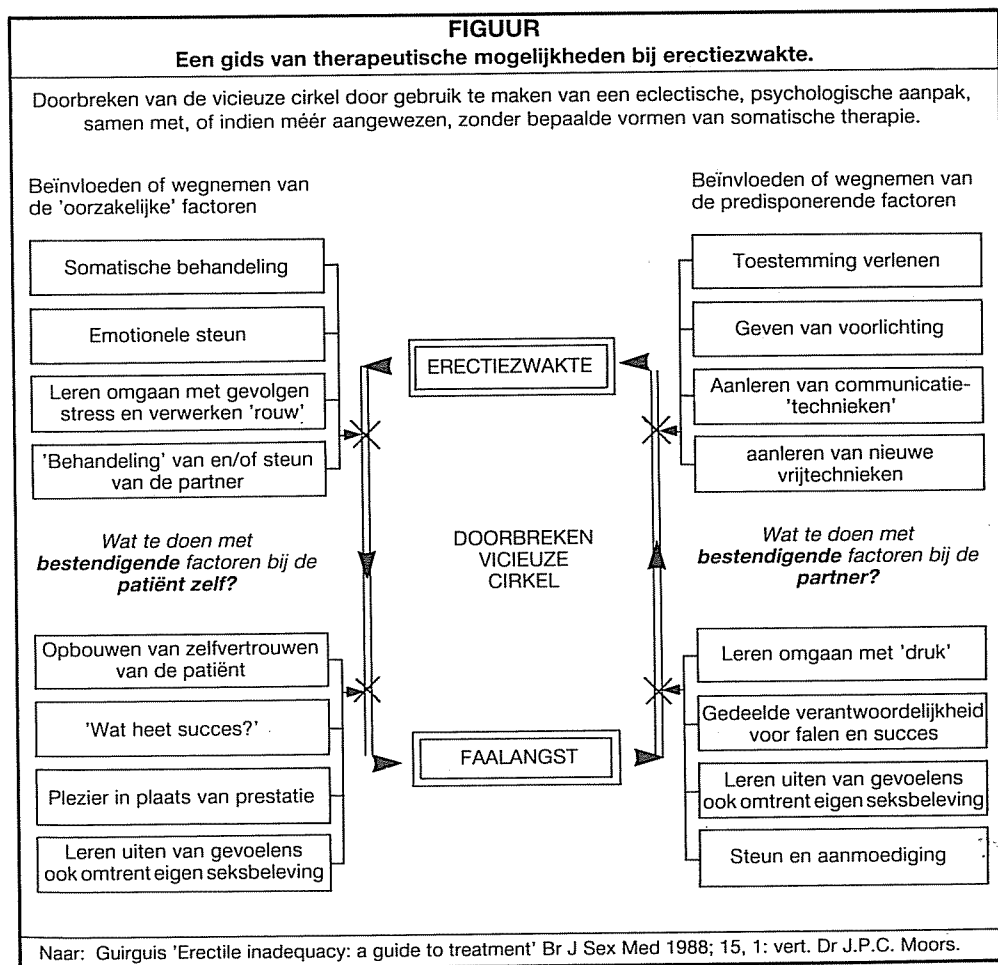 FIGUUR
Een gids van therapeutische mogelijkheden bij erectiezwakte.
Doorbreken van de vicieuze cirkel door gebruik te maken van een eclectische, psychologische aanpak,
samen met, of indien méér aangewezen, zonder bepaalde vormen van somatische therapie.
Beïnvloeden of wegnemen van
de 'oorzakelijke' factoren
Somatische behandeling
Emotionele steun
Leren omgaan met gevolgen
stress en verwerken 'rouw'
'Behandeling' van en/of steun
van de partner
Beïnvloeden of wegnemen van
de predisponerende factoren
Toestemming verlenen
Geven van voorlichting
Aanleren van communicatie-
'technieken'
aanleren van nieuwe
vrijtechnieken
ERECTIEZWAKTE
DOORBREKEN
VICIEUZE
CIRKEL
FAALANGST
Wat te doen met
bestendigende factoren bij de
patiënt zelf?
Opbouwen van zelfvertrouwen
van de patiënt
'Wat heet succes?'
Plezier in plaats van prestatie
Leren uiten van gevoelens
ook omtrent eigen seksbeleving
Wat te doen met
bestendigende factoren bij de
partner?
Leren omgaan met 'druk'
Gedeelde verantwoordelijkheid
voor falen en succes
Leren uiten van gevoelens
ook omtrent eigen seksbeleving
Steun en aanmoediging
Naar: Guirguis 'Erectile inadequacy: a guide to treatment' Br J Sex Med 1988; 15, 1: vert. Dr J.P.C. Moors.